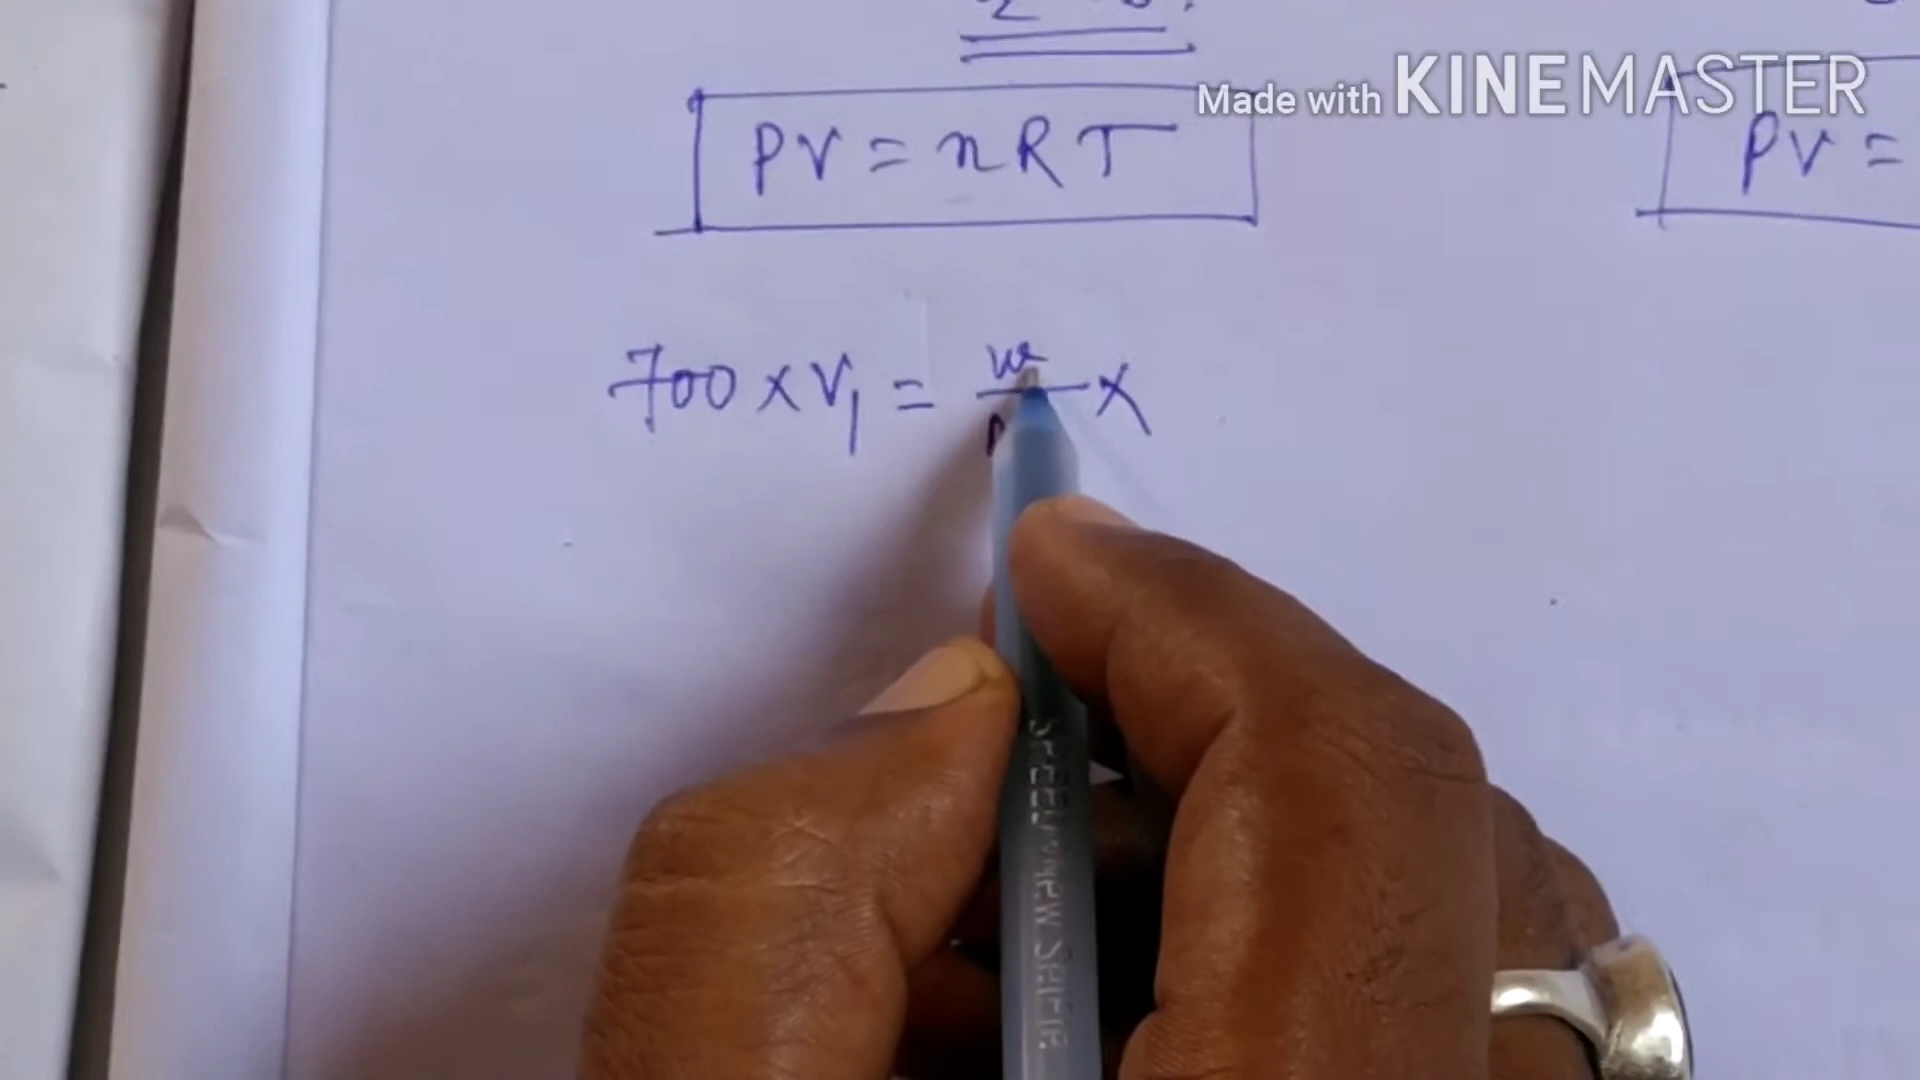 Made with KINEMASTER
PV = nRT
PV =
700 × V₁ = w/ ×